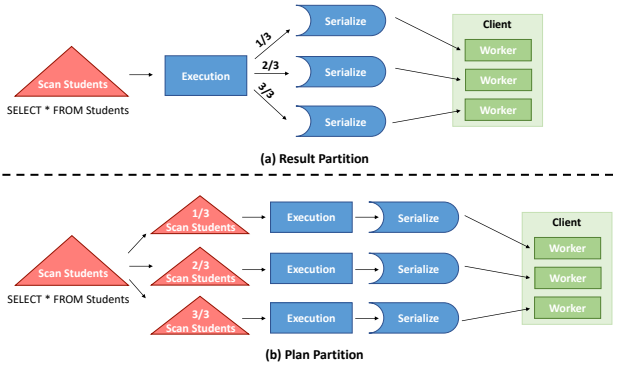 Client
Serialize
1/3
Worker
Scan Students
Execution
2/3
Serialize
Worker
3/3
Worker
SELECT * FROM Students
Serialize
(a) Result Partition
1/3
Scan Students
Execution
Serialize
Client
Worker
Scan Students
2/3
Scan Students
Execution
Serialize
Worker
SELECT * FROM Students
3/3
Scan Students
Execution
Serialize
Worker
(b) Plan Partition